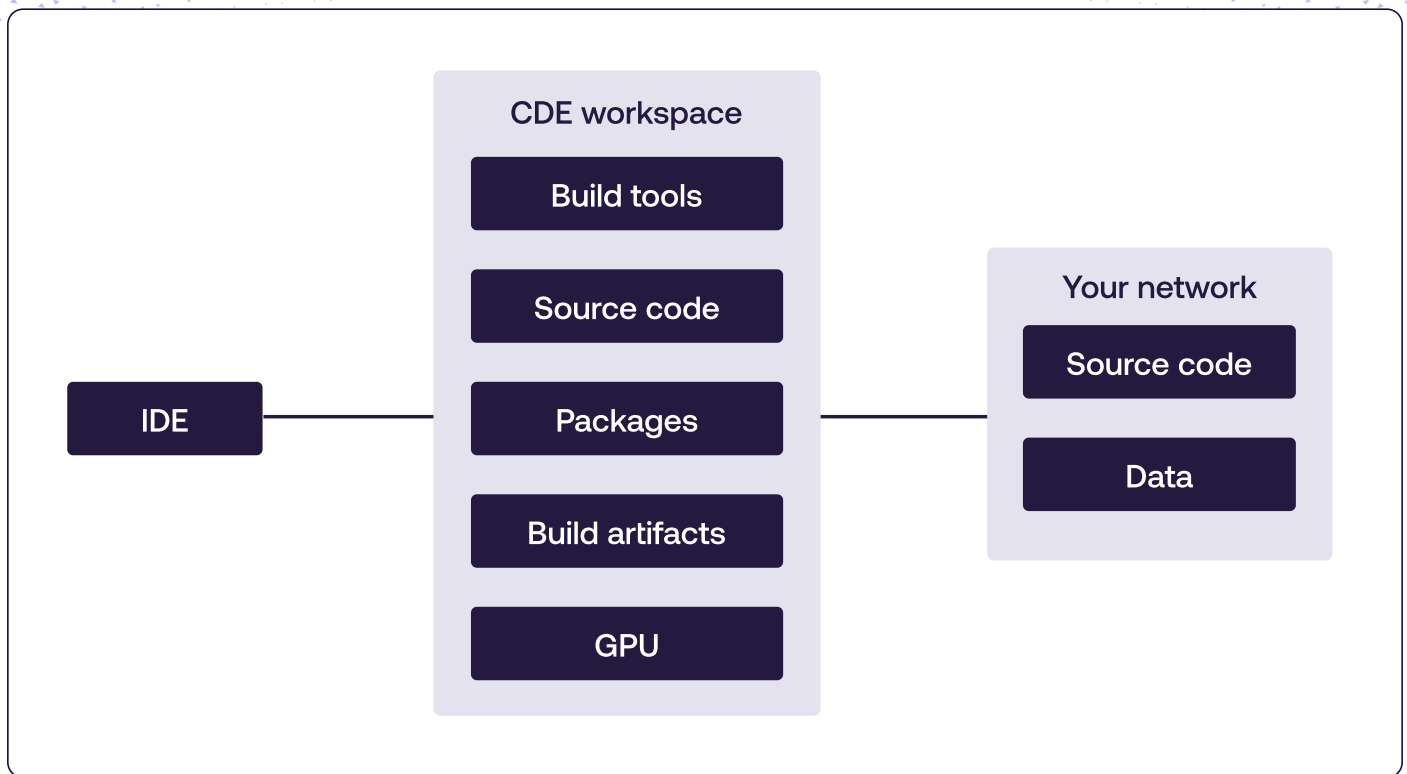 CDE workspace
Build tools
Source code
Packages
Build artifacts
GPU
IDE
Your network
Source code
Data